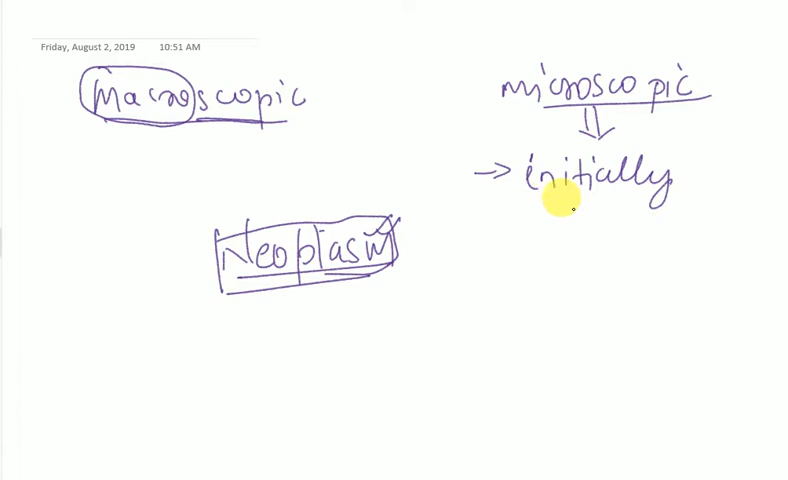 Friday, August 2, 2019 10:51 AM
Macroscopic
microscopic
→ initially
Neoplasm